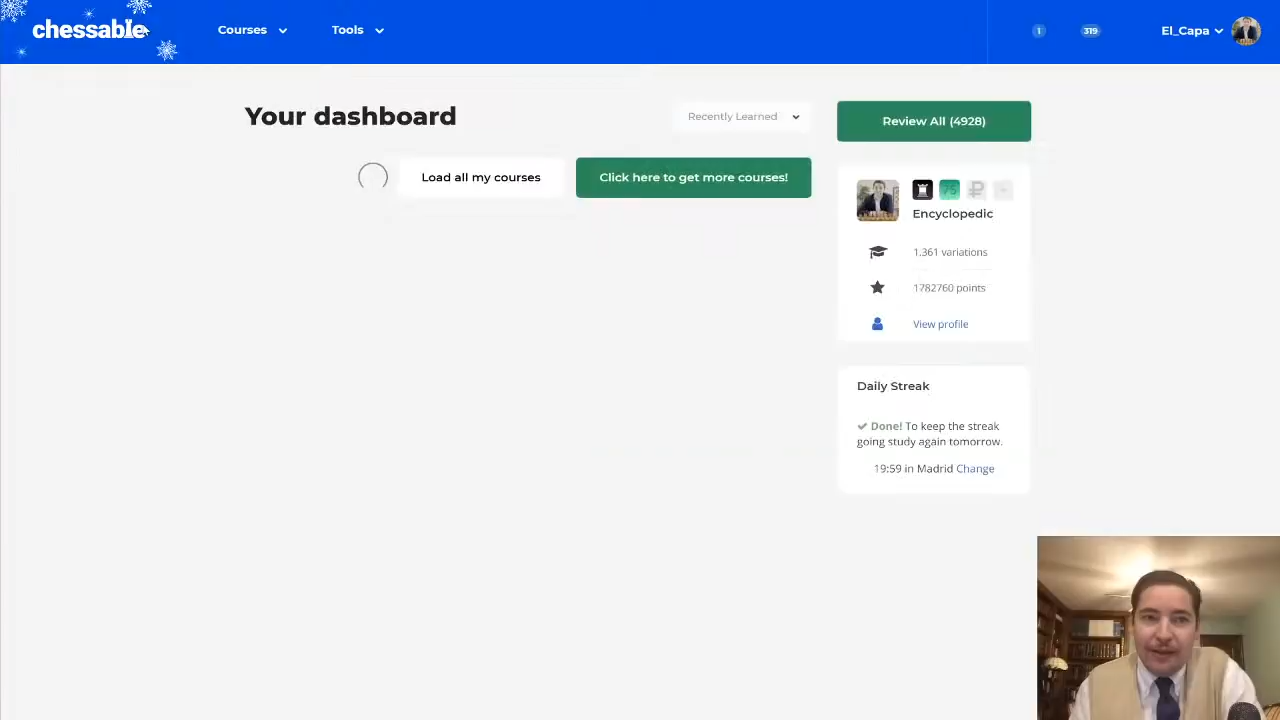 chessable
Courses
Tools
1
319
El_Capa
Your dashboard
Recently Learned
Review All (4928)
Load all my courses
Click here to get more courses!
75
Encyclopedic
1.361 variations
1782760 points
View profile
Daily Streak
Done! To keep the streak
going study again tomorrow.
19:59 in Madrid Change